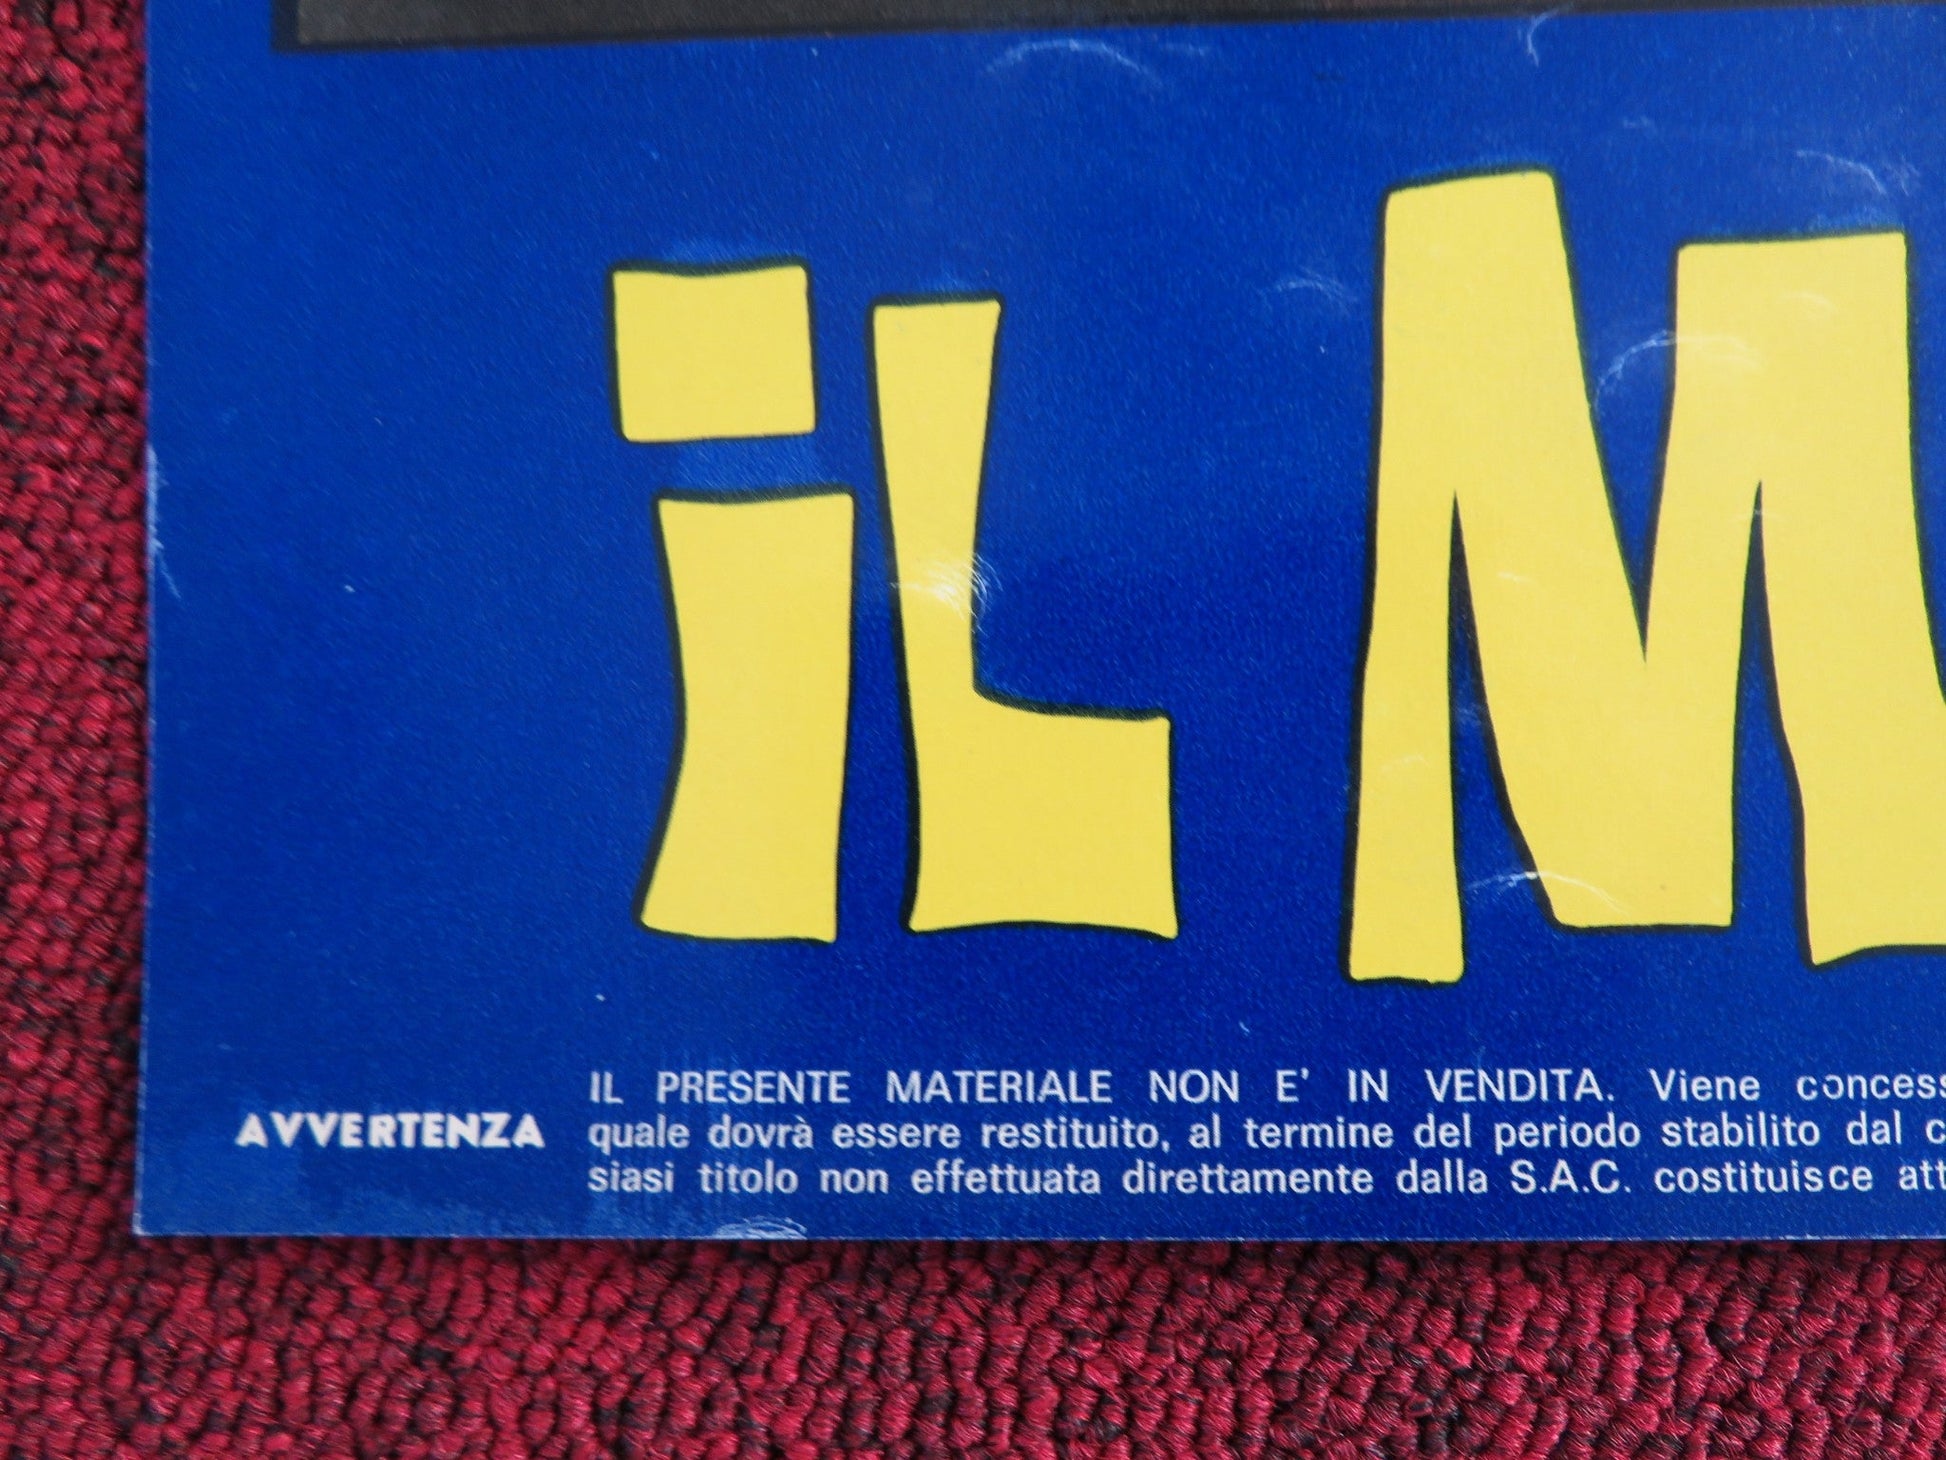 iL M
AVVERTENZA
IL PRESENTE MATERIALE NON E' IN VENDITA. Viene concess
quale dovrà essere restituito, al termine del periodo stabilito dal c
siasi titolo non effettuata direttamente dalla S.A.C. costituisce att